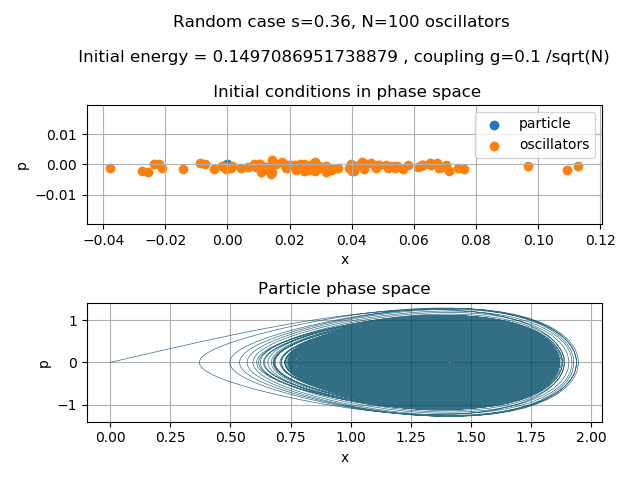 Random case s=0.36, N=100 oscillators
Initial energy = 0.1497086951738879 , coupling g=0.1 /sqrt(N)
Initial conditions in phase space
particle
oscillators
p
0.01
0.00
−0.01
−0.04 −0.02 0.00 0.02 0.04 0.06 0.08 0.10 0.12
x
Particle phase space
p
1
0
−1
0.00 0.25 0.50 0.75 1.00 1.25 1.50 1.75 2.00
x